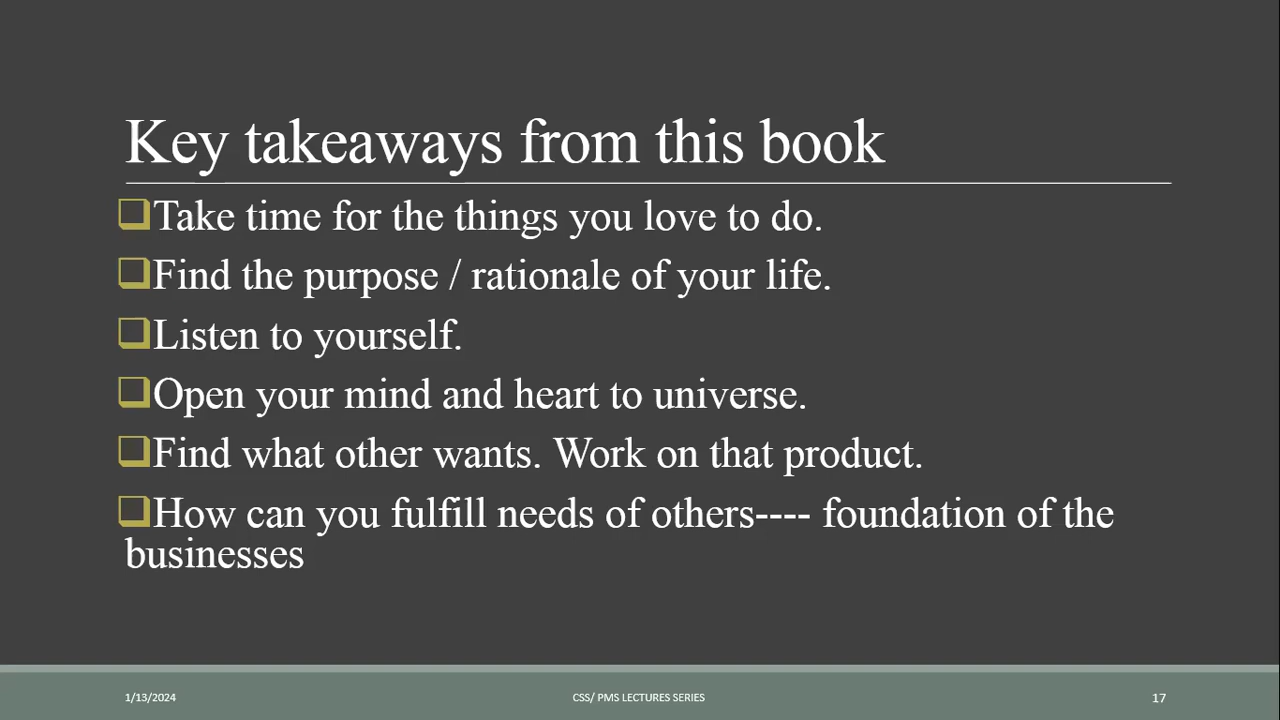 Key takeaways from this book
❑Take time for the things you love to do.
❑Find the purpose / rationale of your life.
❑Listen to yourself.
❑Open your mind and heart to universe.
❑Find what other wants. Work on that product.
❑How can you fulfill needs of others---- foundation of the
businesses
1/13/2024
CSS/ PMS LECTURES SERIES
17